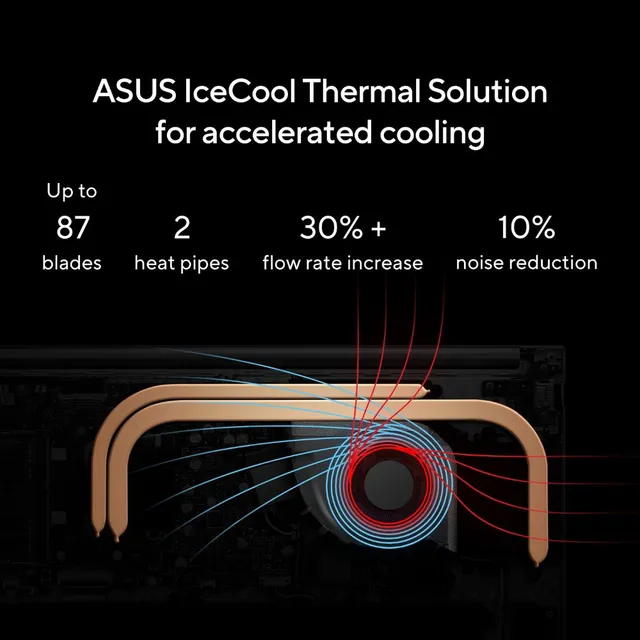 ASUS IceCool Thermal Solution
for accelerated cooling
Up to
87
blades
2
heat pipes
30% +
flow rate increase
10%
noise reduction